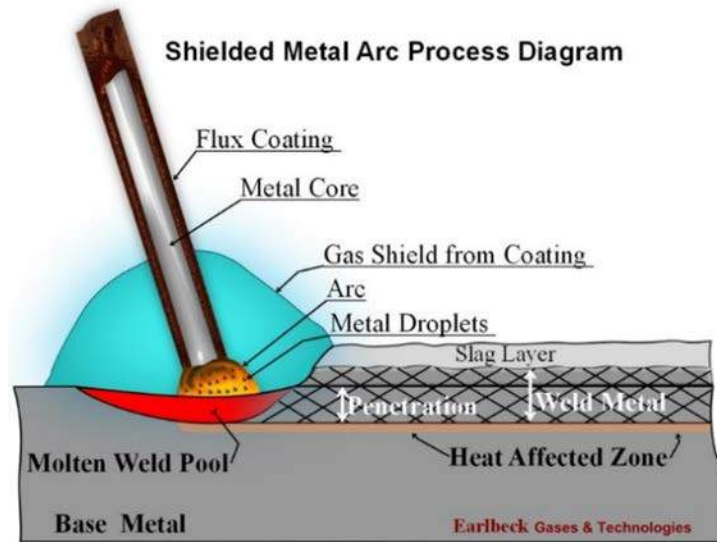 Shielded Metal Arc Process Diagram
Flux Coating
Metal Core
Gas Shield from Coating
Arc
Metal Droplets
Slag Layer
Penetration
Weld Metal
Molten Weld Pool
Heat Affected Zone
Base Metal
Earlbeck Gases & Technologies